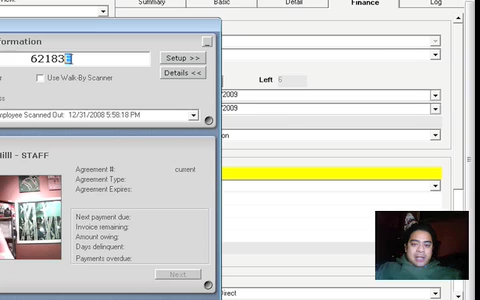 Summary Basic Detail Finance Log
formation
62183
Setup >>
Use Walk-By Scanner
Details <<
Left 6
/2009
/2009
ployee Scanned Out: 12/31/2008 5:58:18 PM
on
illl - STAFF
Agreement #: current
Agreement Type:
Agreement Expires:
Next payment due:
Invoice remaining:
Amount owing:
Days delinquent:
Payments overdue:
Next
Direct